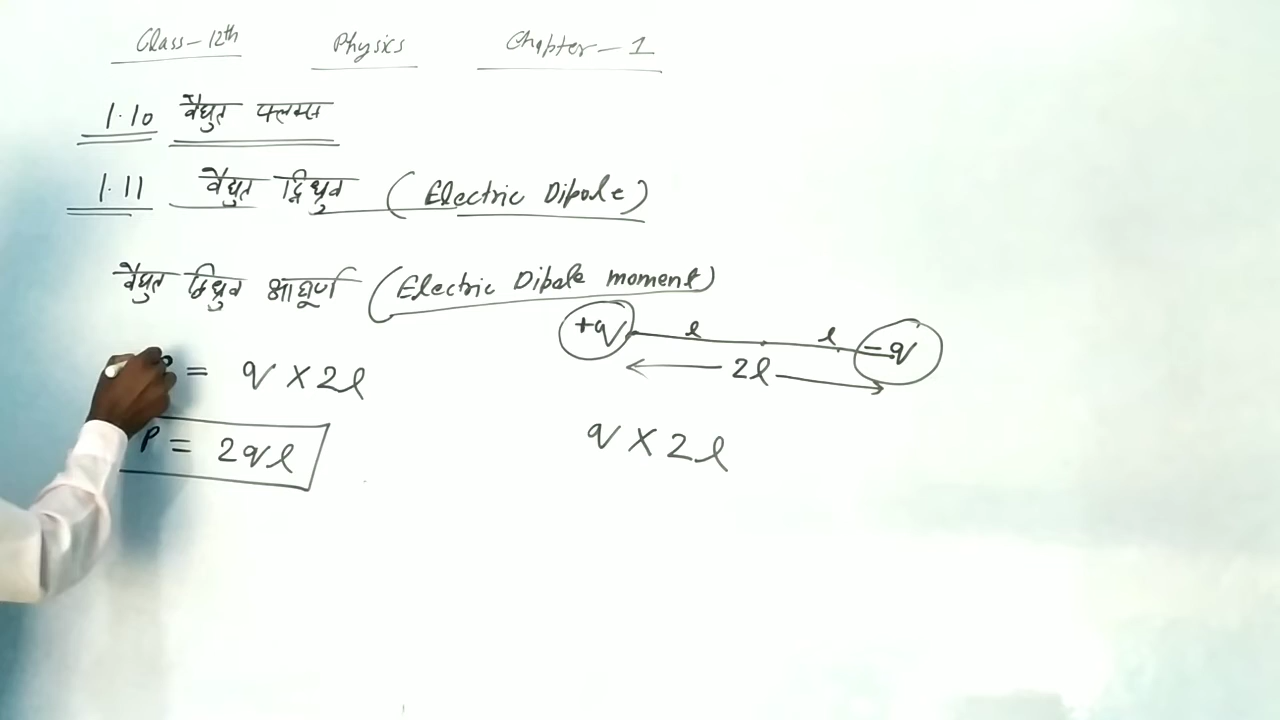 Class-12th Physics Chapter-1
1.10 वैद्युत फ्लक्स
1.11 वैद्युत द्विध्रुव (Electric Dipole)
वैद्युत द्विध्रुव आघूर्ण (Electric Dipole moment)
+q l l -q
2l
= q × 2l
P = 2ql
q × 2l